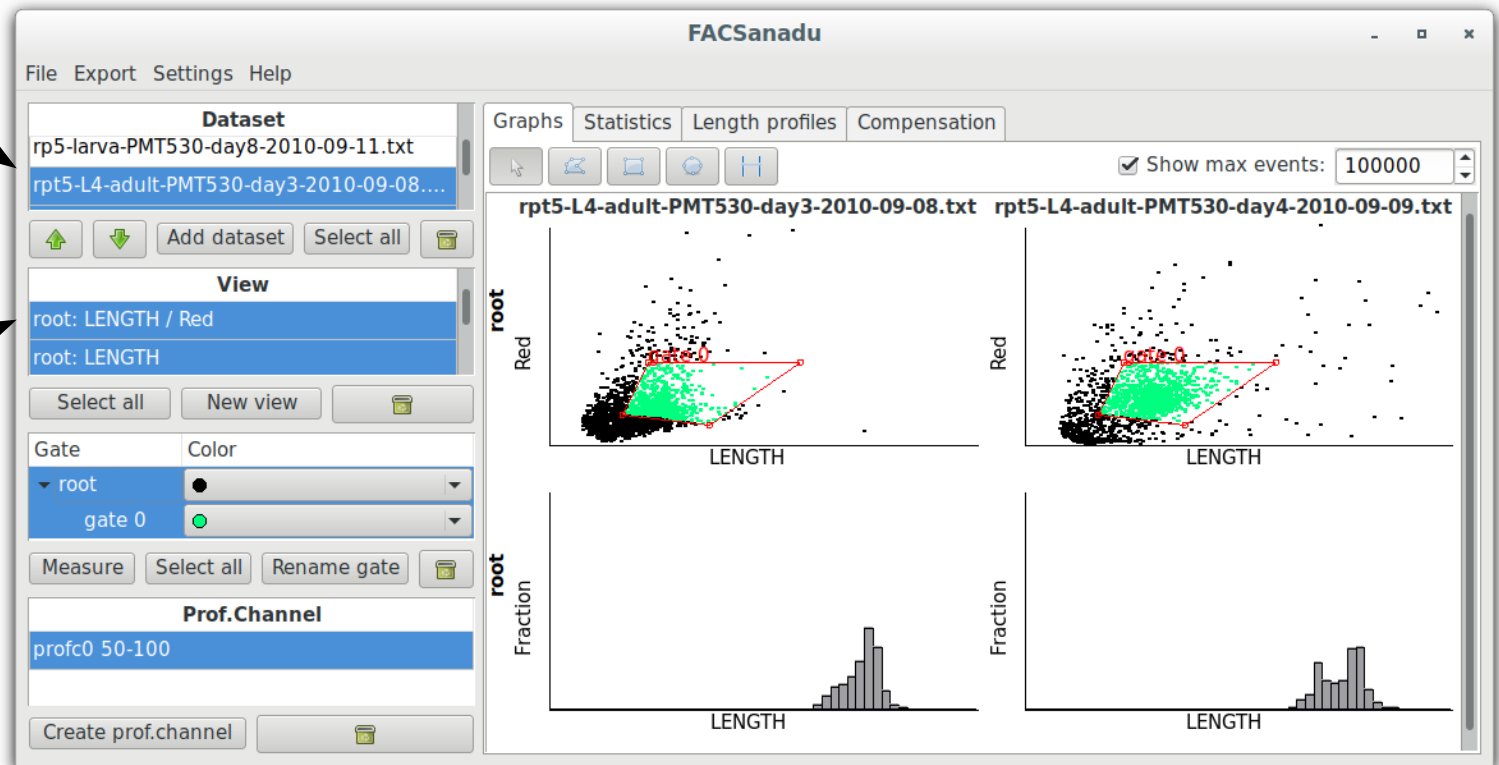 FACSanadu
File Export Settings Help
Dataset
rp5-larva-PMT530-day8-2010-09-11.txt
rpt5-L4-adult-PMT530-day3-2010-09-08....
Add dataset Select all
View
root: LENGTH / Red
root: LENGTH
Select all New view
Gate Color
root
gate 0
Measure Select all Rename gate
Prof.Channel
profc0 50-100
Create prof.channel
Graphs Statistics Length profiles Compensation
Show max events: 100000
rpt5-L4-adult-PMT530-day3-2010-09-08.txt rpt5-L4-adult-PMT530-day4-2010-09-09.txt
root
Red
gate 0
LENGTH
Red
gate 0
LENGTH
root
Fraction
LENGTH
Fraction
LENGTH